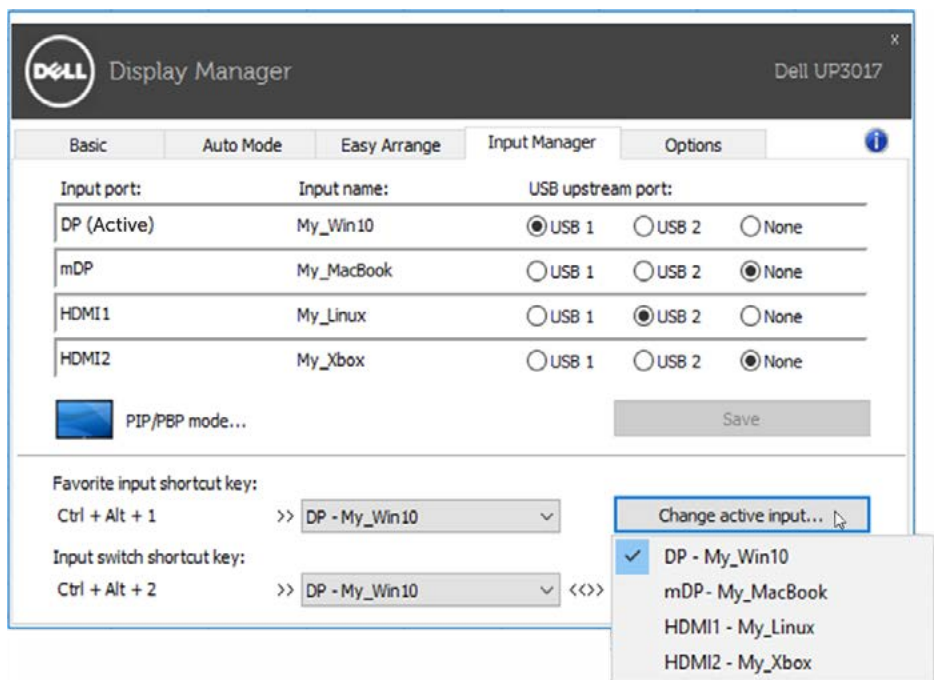 DELL Display Manager
x
Dell UP3017
Basic Auto Mode Easy Arrange Input Manager Options i
Input port: Input name: USB upstream port:
DP (Active) My_Win10 USB 1 USB 2 None
mDP My_MacBook USB 1 USB 2 None
HDMI1 My_Linux USB 1 USB 2 None
HDMI2 My_Xbox USB 1 USB 2 None
PIP/PBP mode... Save
Favorite input shortcut key:
Ctrl + Alt + 1 >> DP - My_Win10 Change active input...
Input switch shortcut key:
Ctrl + Alt + 2 >> DP - My_Win10 <<>>
DP - My_Win10
mDP- My_MacBook
HDMI1 - My_Linux
HDMI2 - My_Xbox